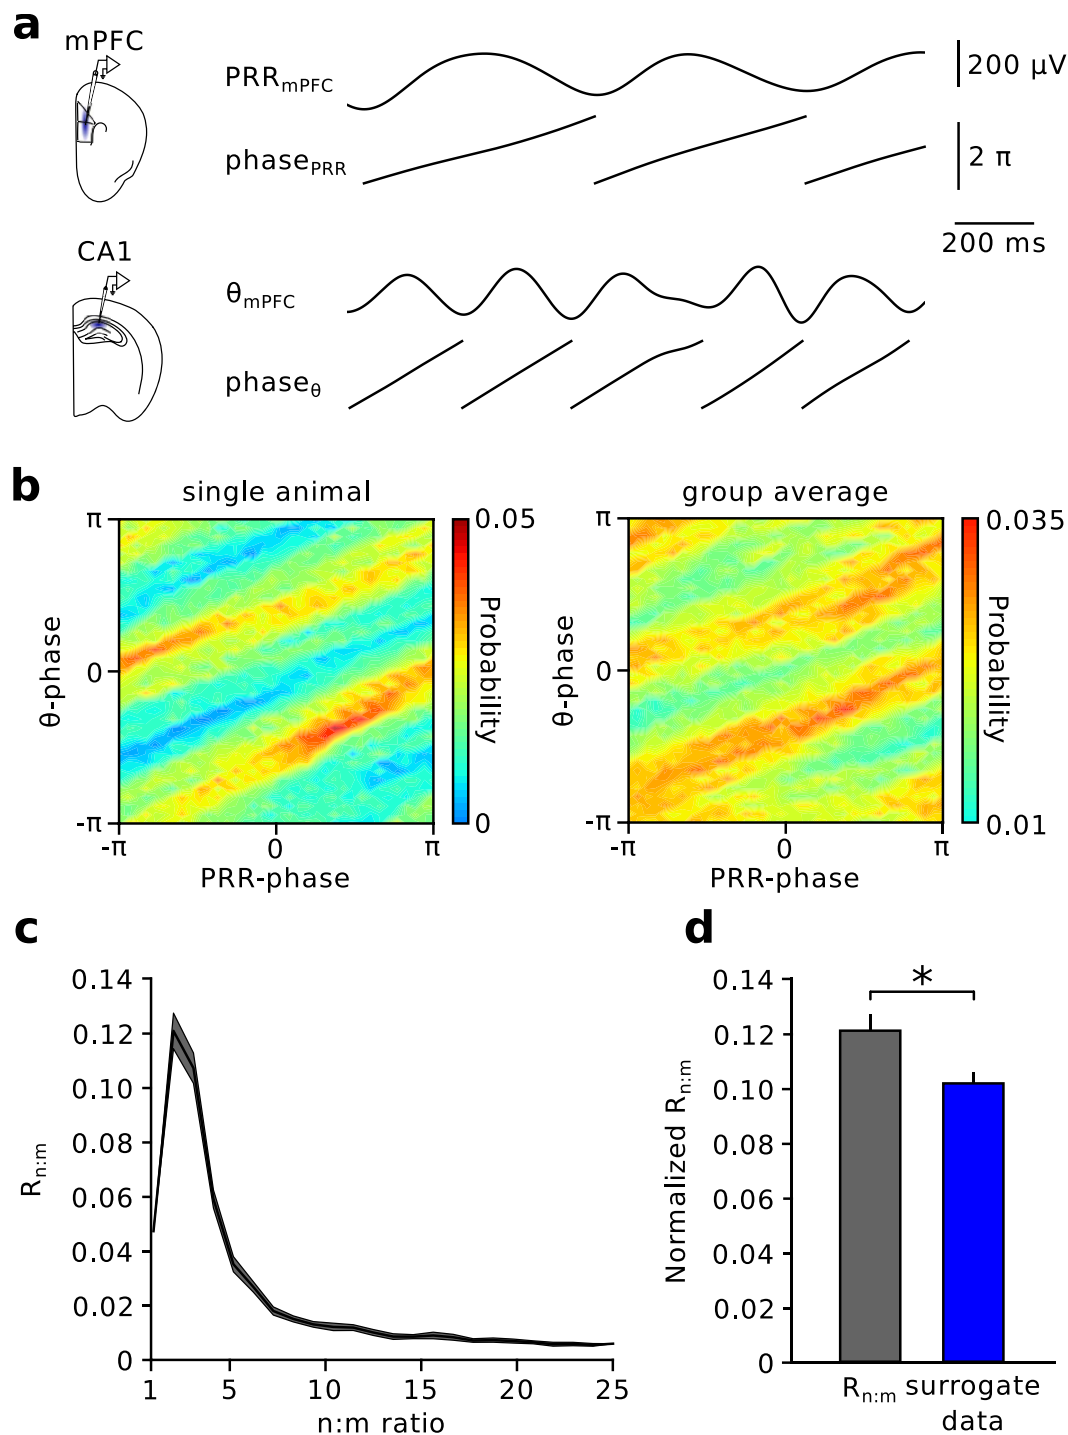 a
mPFC
PRRmPFC
200 μV
phasePRR
2 π
200 ms
CA1
θmPFC
phaseθ
b
single animal
group average
π
0
-π
θ-phase
-π
0
π
PRR-phase
0.05
Probability
0
π
0
-π
θ-phase
-π
0
π
PRR-phase
0.035
Probability
0.01
c
0.14
0.12
0.10
0.08
0.06
0.04
0.02
0
Rn:m
1
5
10
15
20
25
n:m ratio
d
0.14
0.12
0.10
0.08
0.06
0.04
0.02
0
Normalized Rn:m
*
Rn:m
surrogate
data